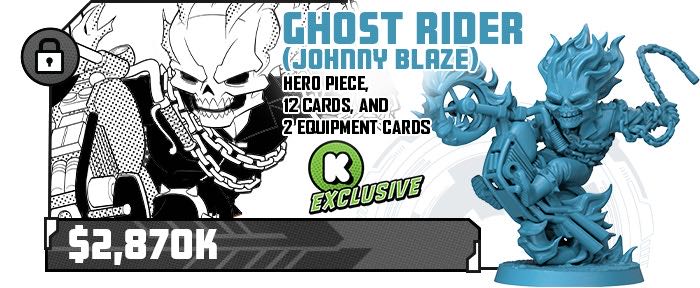 GHOST RIDER
(JOHNNY BLAZE)
HERO PIECE,
12 CARDS, AND
2 EQUIPMENT CARDS
K
EXCLUSIVE
$2,870K